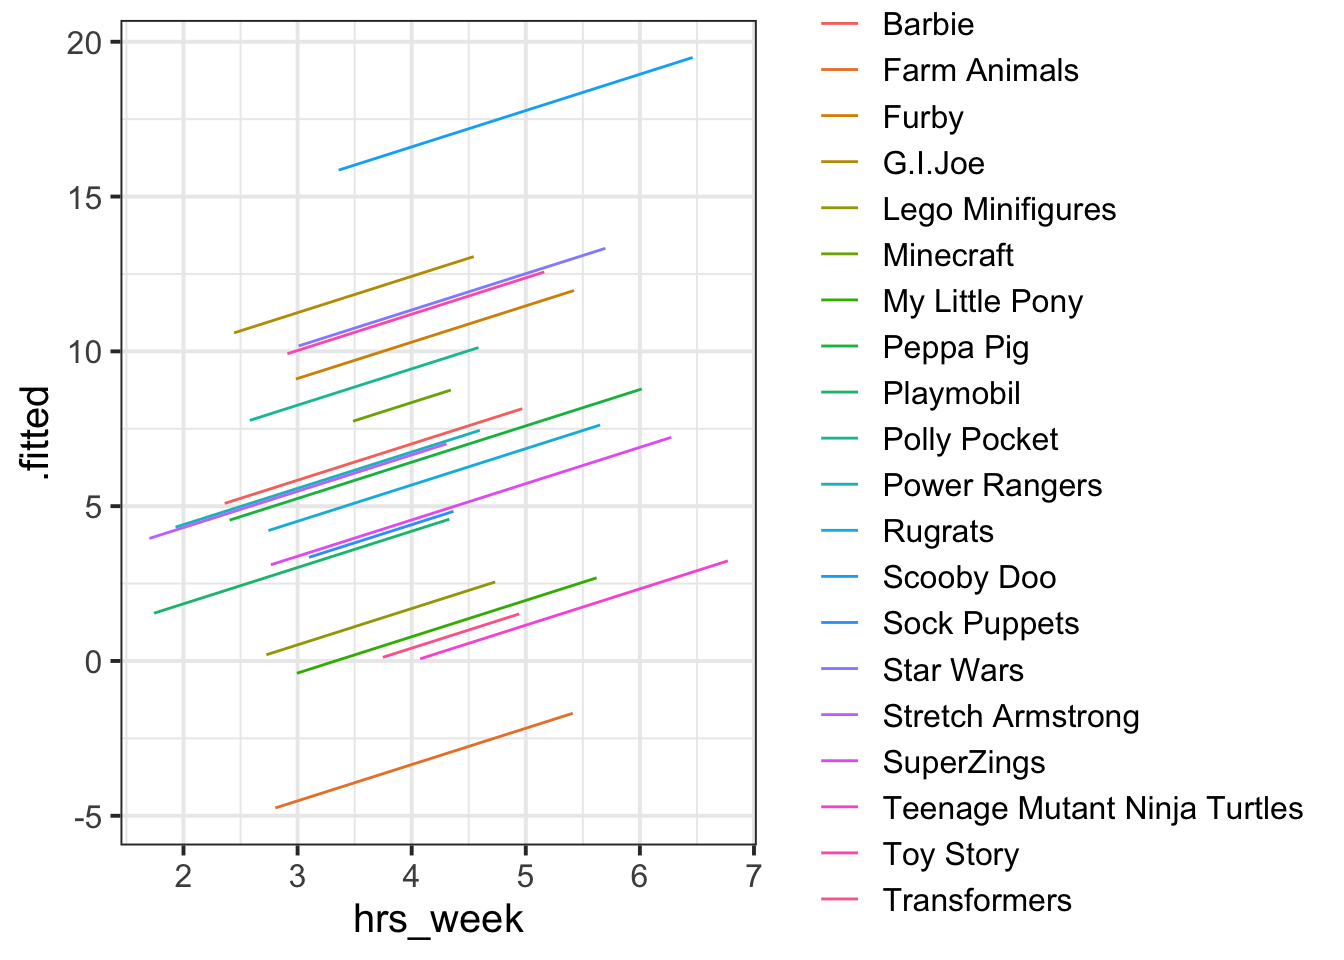 20
15
10
5
0
-5
.fitted
2 3 4 5 6 7
hrs_week
Barbie
Farm Animals
Furby
G.I.Joe
Lego Minifigures
Minecraft
My Little Pony
Peppa Pig
Playmobil
Polly Pocket
Power Rangers
Rugrats
Scooby Doo
Sock Puppets
Star Wars
Stretch Armstrong
SuperZings
Teenage Mutant Ninja Turtles
Toy Story
Transformers